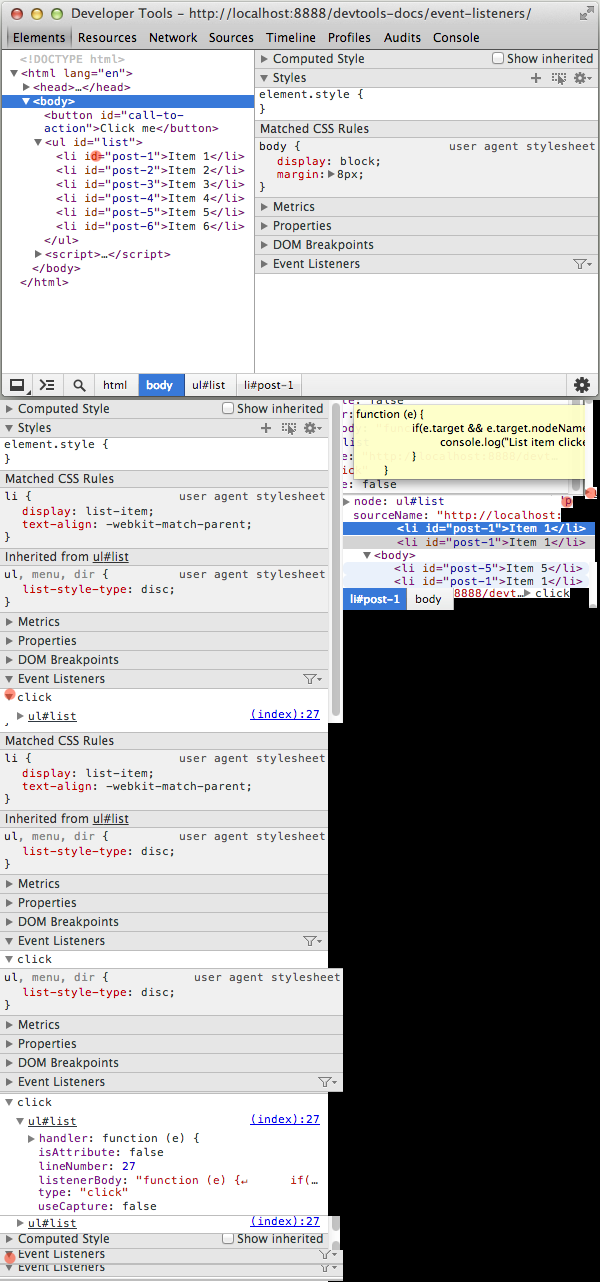 Developer Tools - http://localhost:8888/devtools-docs/event-listeners/
Elements Resources Network Sources Timeline Profiles Audits Console
<!DOCTYPE html>
<html lang="en">
<head>…</head>
<body>
<button id="call-to-
action">Click me</button>
<ul id="list">
<li id="post-1">Item 1</li>
<li id="post-2">Item 2</li>
<li id="post-3">Item 3</li>
<li id="post-4">Item 4</li>
<li id="post-5">Item 5</li>
<li id="post-6">Item 6</li>
</ul>
<script>…</script>
</body>
</html>
Computed Style Show inherited
Styles
element.style {
}
Matched CSS Rules
body { user agent stylesheet
display: block;
margin: 8px;
}
Metrics
Properties
DOM Breakpoints
Event Listeners
html body ul#list li#post-1
Computed Style Show inherited
Styles
element.style {
}
Matched CSS Rules
li { user agent stylesheet
display: list-item;
text-align: -webkit-match-parent;
}
Inherited from ul#list
ul, menu, dir { user agent stylesheet
list-style-type: disc;
}
Metrics
Properties
DOM Breakpoints
Event Listeners
click
ul#list (index):27
Matched CSS Rules
li { user agent stylesheet
display: list-item;
text-align: -webkit-match-parent;
}
Inherited from ul#list
ul, menu, dir { user agent stylesheet
list-style-type: disc;
}
Metrics
Properties
DOM Breakpoints
Event Listeners
click
ul, menu, dir { user agent stylesheet
list-style-type: disc;
}
Metrics
Properties
DOM Breakpoints
Event Listeners
click
ul#list (index):27
handler: function (e) {
isAttribute: false
lineNumber: 27
listenerBody: "function (e) {↵ if(…
type: "click"
useCapture: false
ul#list (index):27
Computed Style Show inherited
Event Listeners
Event Listeners
function (e) {
if(e.target && e.target.nodeName
console.log("List item clicke
}
}
e: false
node: ul#list
sourceName: "http://localhost:
<li id="post-1">Item 1</li>
<li id="post-1">Item 1</li>
<body>
<li id="post-5">Item 5</li>
<li id="post-1">Item 1</li>
8888/devt… click
li#post-1 body